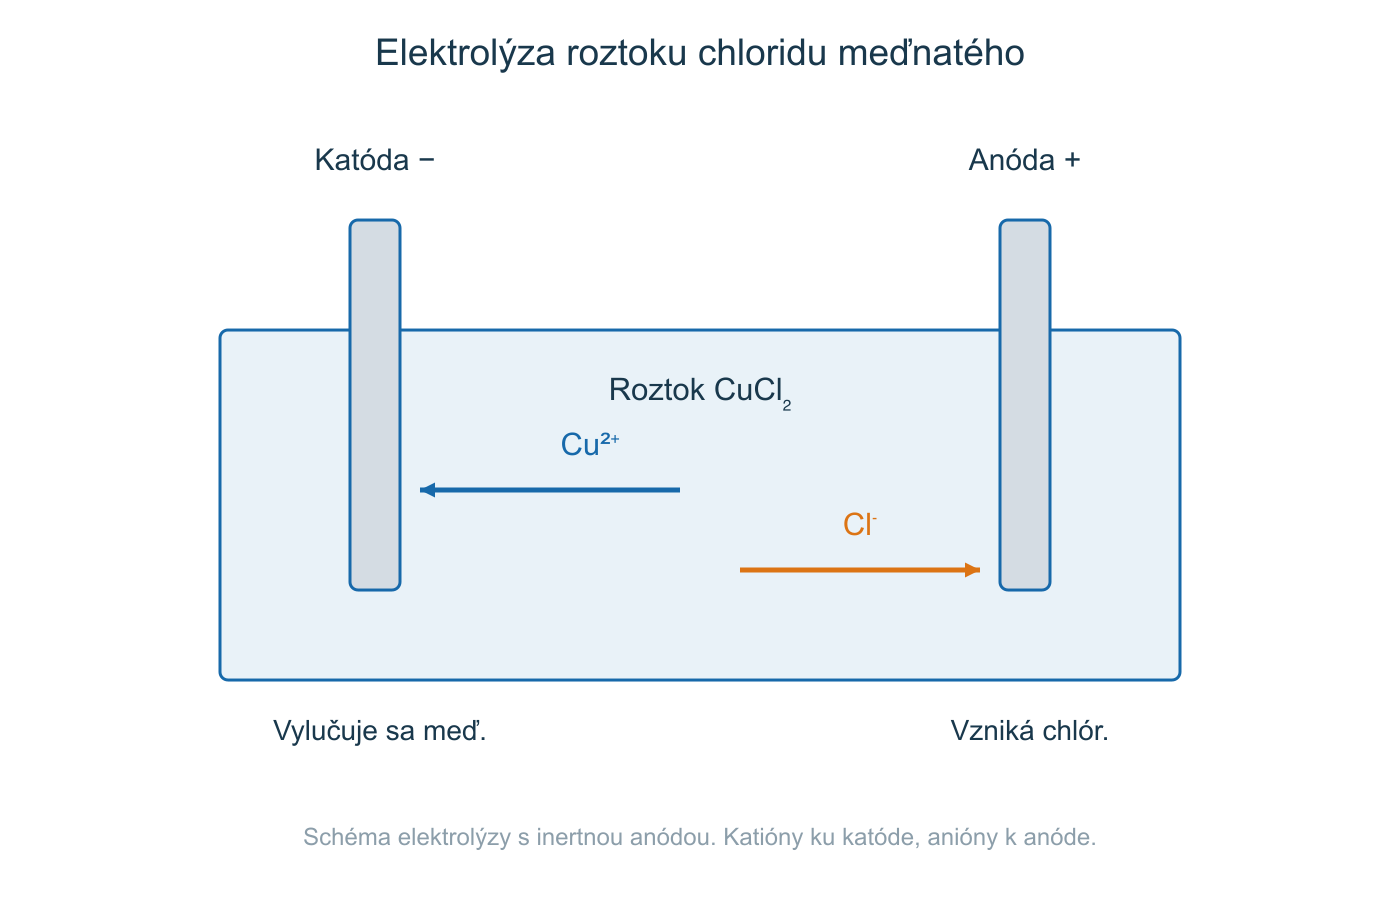 Elektrolýza roztoku chloridu meďnatého
Katóda −
Anóda +
Roztok CuCl₂
Cu²⁺
Cl⁻
Vylučuje sa meď.
Vzniká chlór.
Schéma elektrolýzy s inertnou anódou. Katióny ku katóde, anióny k anóde.